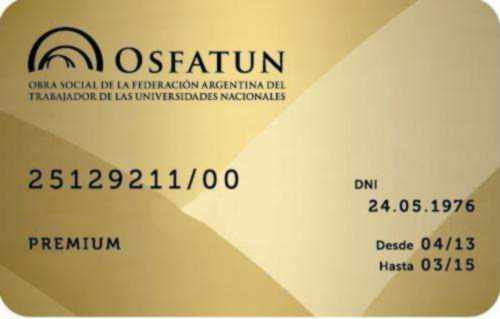 OSFATUN
OBRA SOCIAL DE LA FEDERACIÓN ARGENTINA DEL
TRABAJADOR DE LAS UNIVERSIDADES NACIONALES
25129211/00
DNI
24.05.1976
PREMIUM
Desde 04/13
Hasta 03/15